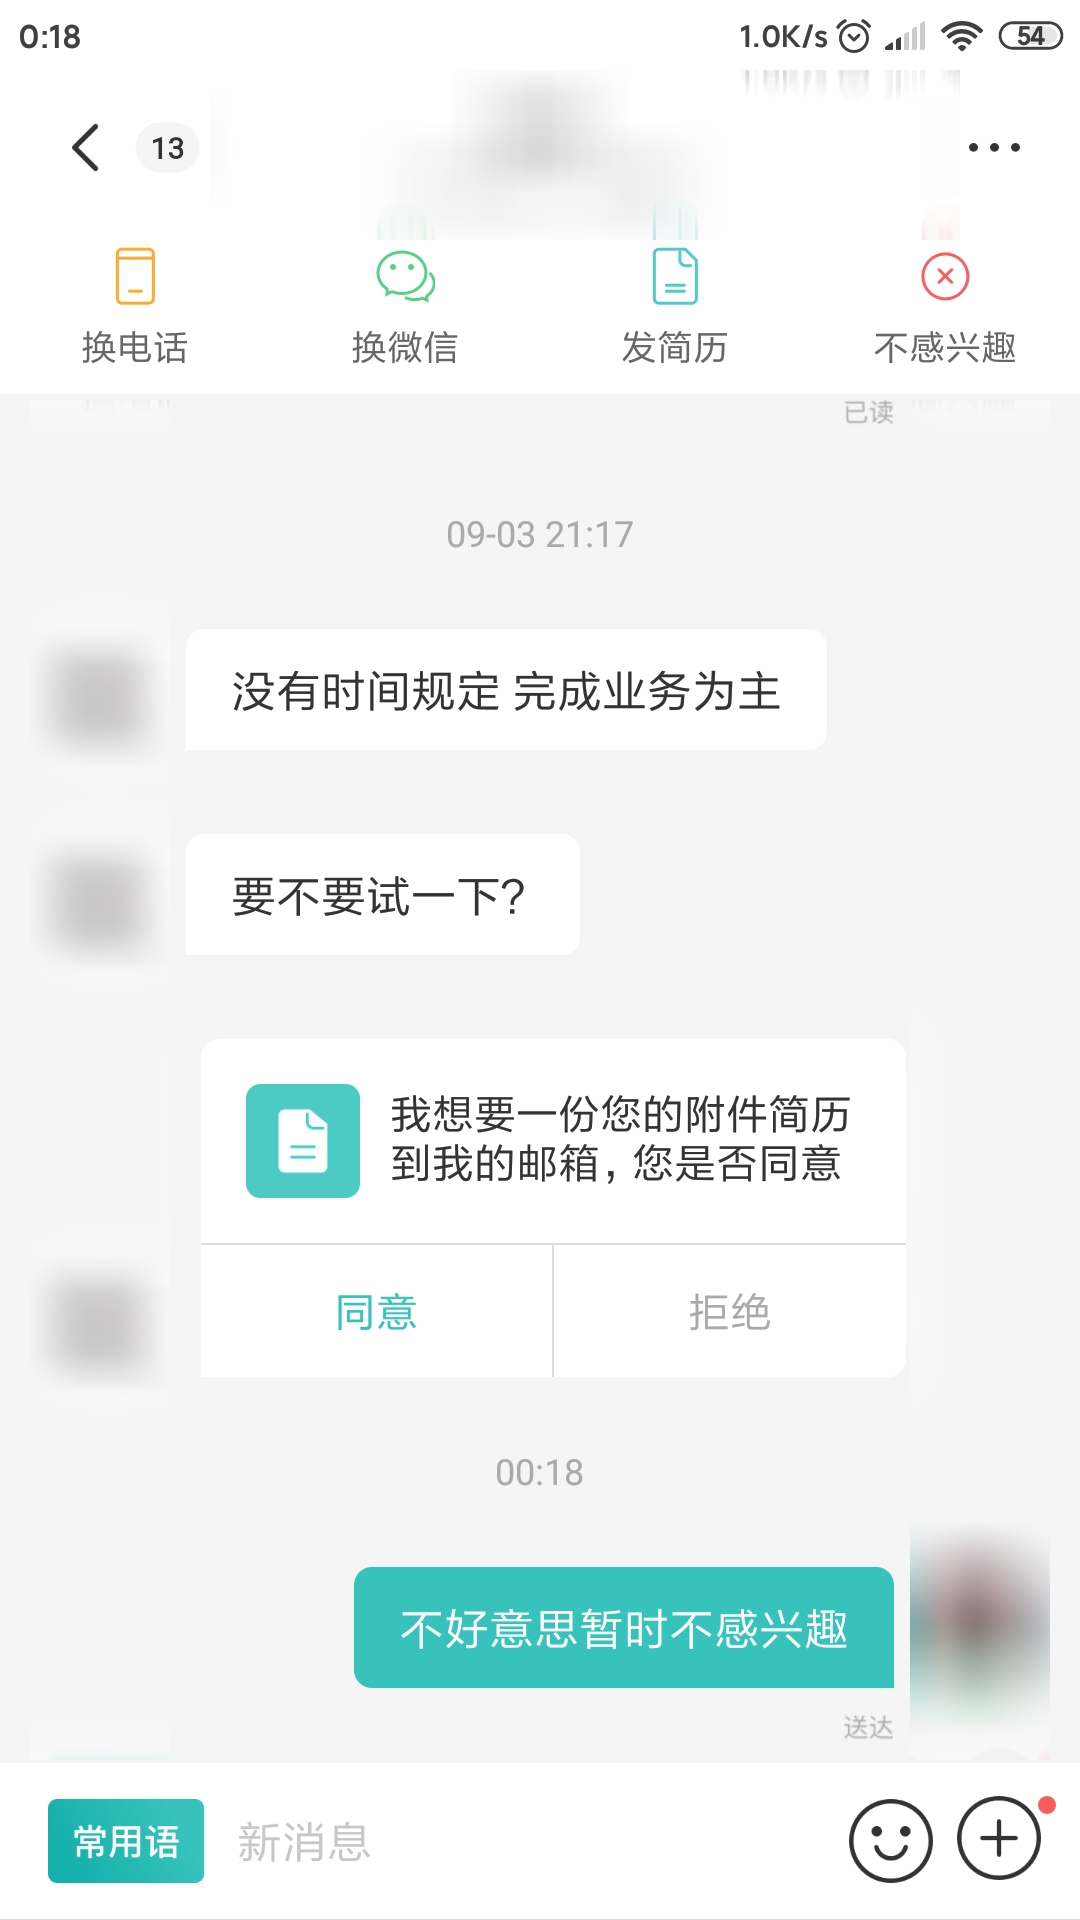 0:18
1.0K/s
54
13
换电话
换微信
发简历
不感兴趣
已读
09-03 21:17
没有时间规定 完成业务为主
要不要试一下?
我想要一份您的附件简历
到我的邮箱，您是否同意
同意
拒绝
00:18
不好意思暂时不感兴趣
送达
常用语
新消息